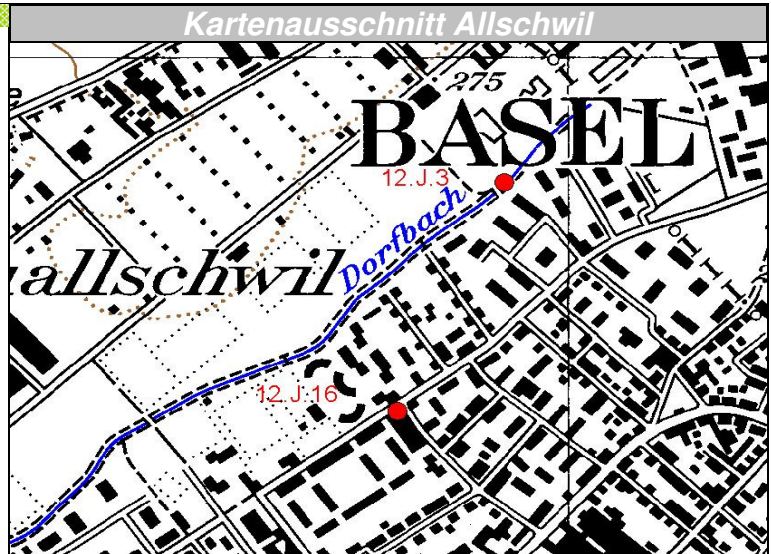 Kartenausschnitt Allschwil
275
BASEL
12.J.3
Dorfbach
allschwil
12.J.16